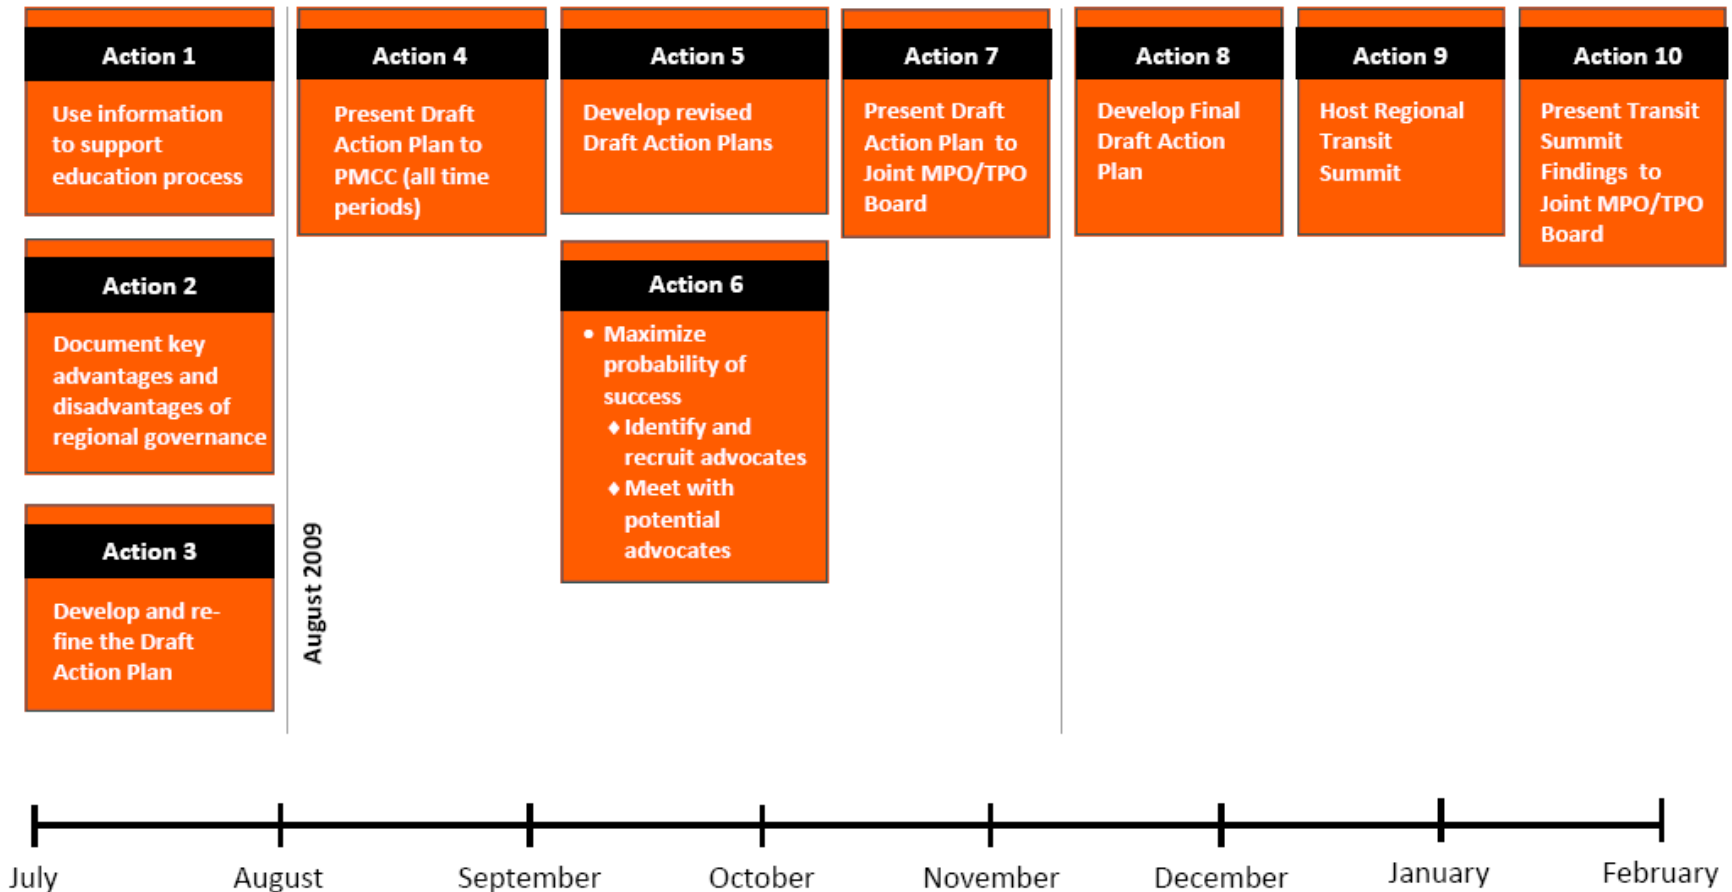 Action 1
Use information
to support
education process
Action 2
Document key
advantages and
disadvantages of
regional governance
Action 3
Develop and re-
fine the Draft
Action Plan
August 2009
Action 4
Present Draft
Action Plan to
PMCC (all time
periods)
Action 5
Develop revised
Draft Action Plans
Action 6
• Maximize
probability of
success
♦ Identify and
recruit advocates
♦ Meet with
potential
advocates
Action 7
Present Draft
Action Plan to
Joint MPO/TPO
Board
Action 8
Develop Final
Draft Action
Plan
Action 9
Host Regional
Transit
Summit
Action 10
Present Transit
Summit
Findings to
Joint MPO/TPO
Board
July
August
September
October
November
December
January
February